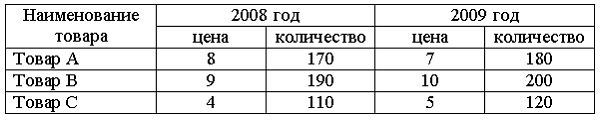 Наименование товара 2008 год 2009 год
цена количество цена количество
Товар А 8 170 7 180
Товар В 9 190 10 200
Товар С 4 110 5 120